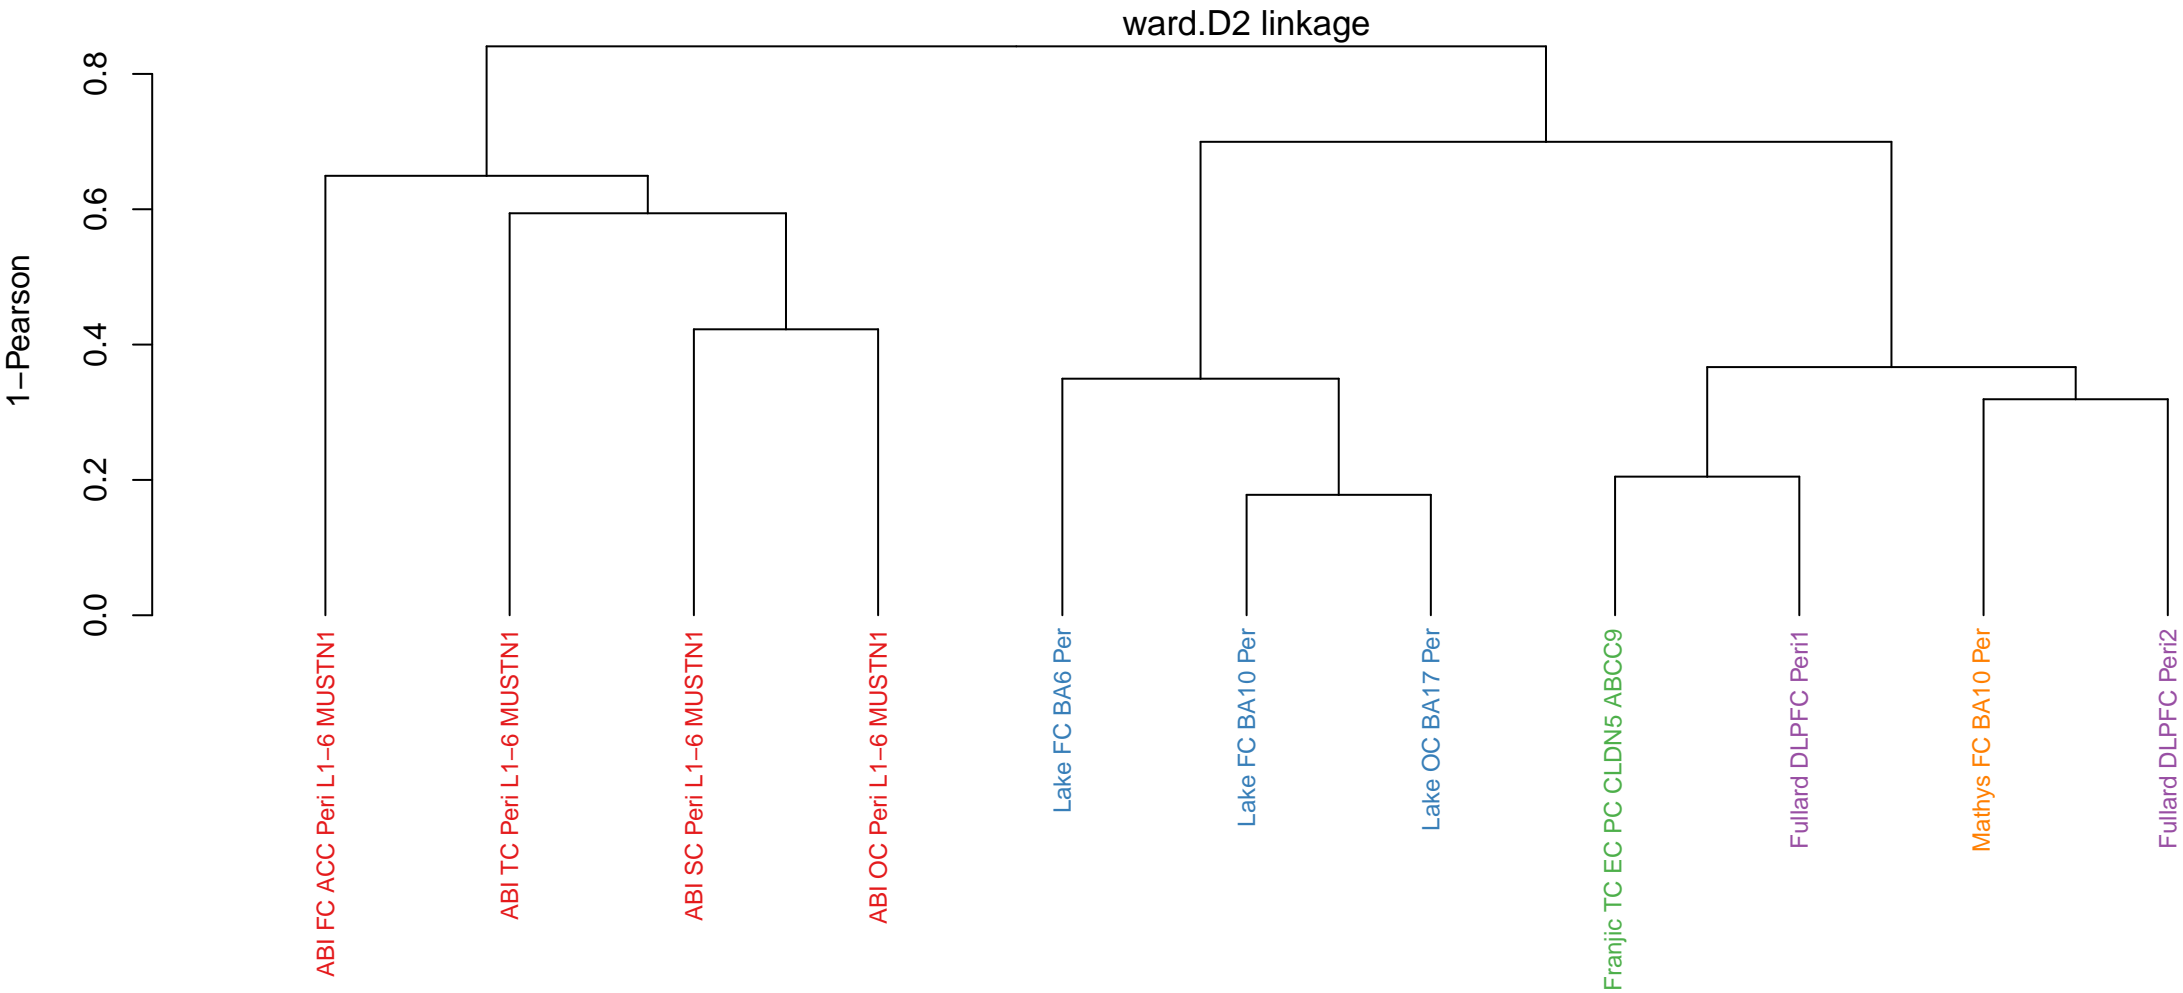 ward.D2 linkage
1−Pearson
0.8
0.6
0.4
0.2
0.0
ABI FC ACC Peri L1−6 MUSTN1
ABI TC Peri L1−6 MUSTN1
ABI SC Peri L1−6 MUSTN1
ABI OC Peri L1−6 MUSTN1
Lake FC BA6 Per
Lake FC BA10 Per
Lake OC BA17 Per
Franjic TC EC PC CLDN5 ABCC9
Fullard DLPFC Peri1
Mathys FC BA10 Per
Fullard DLPFC Peri2